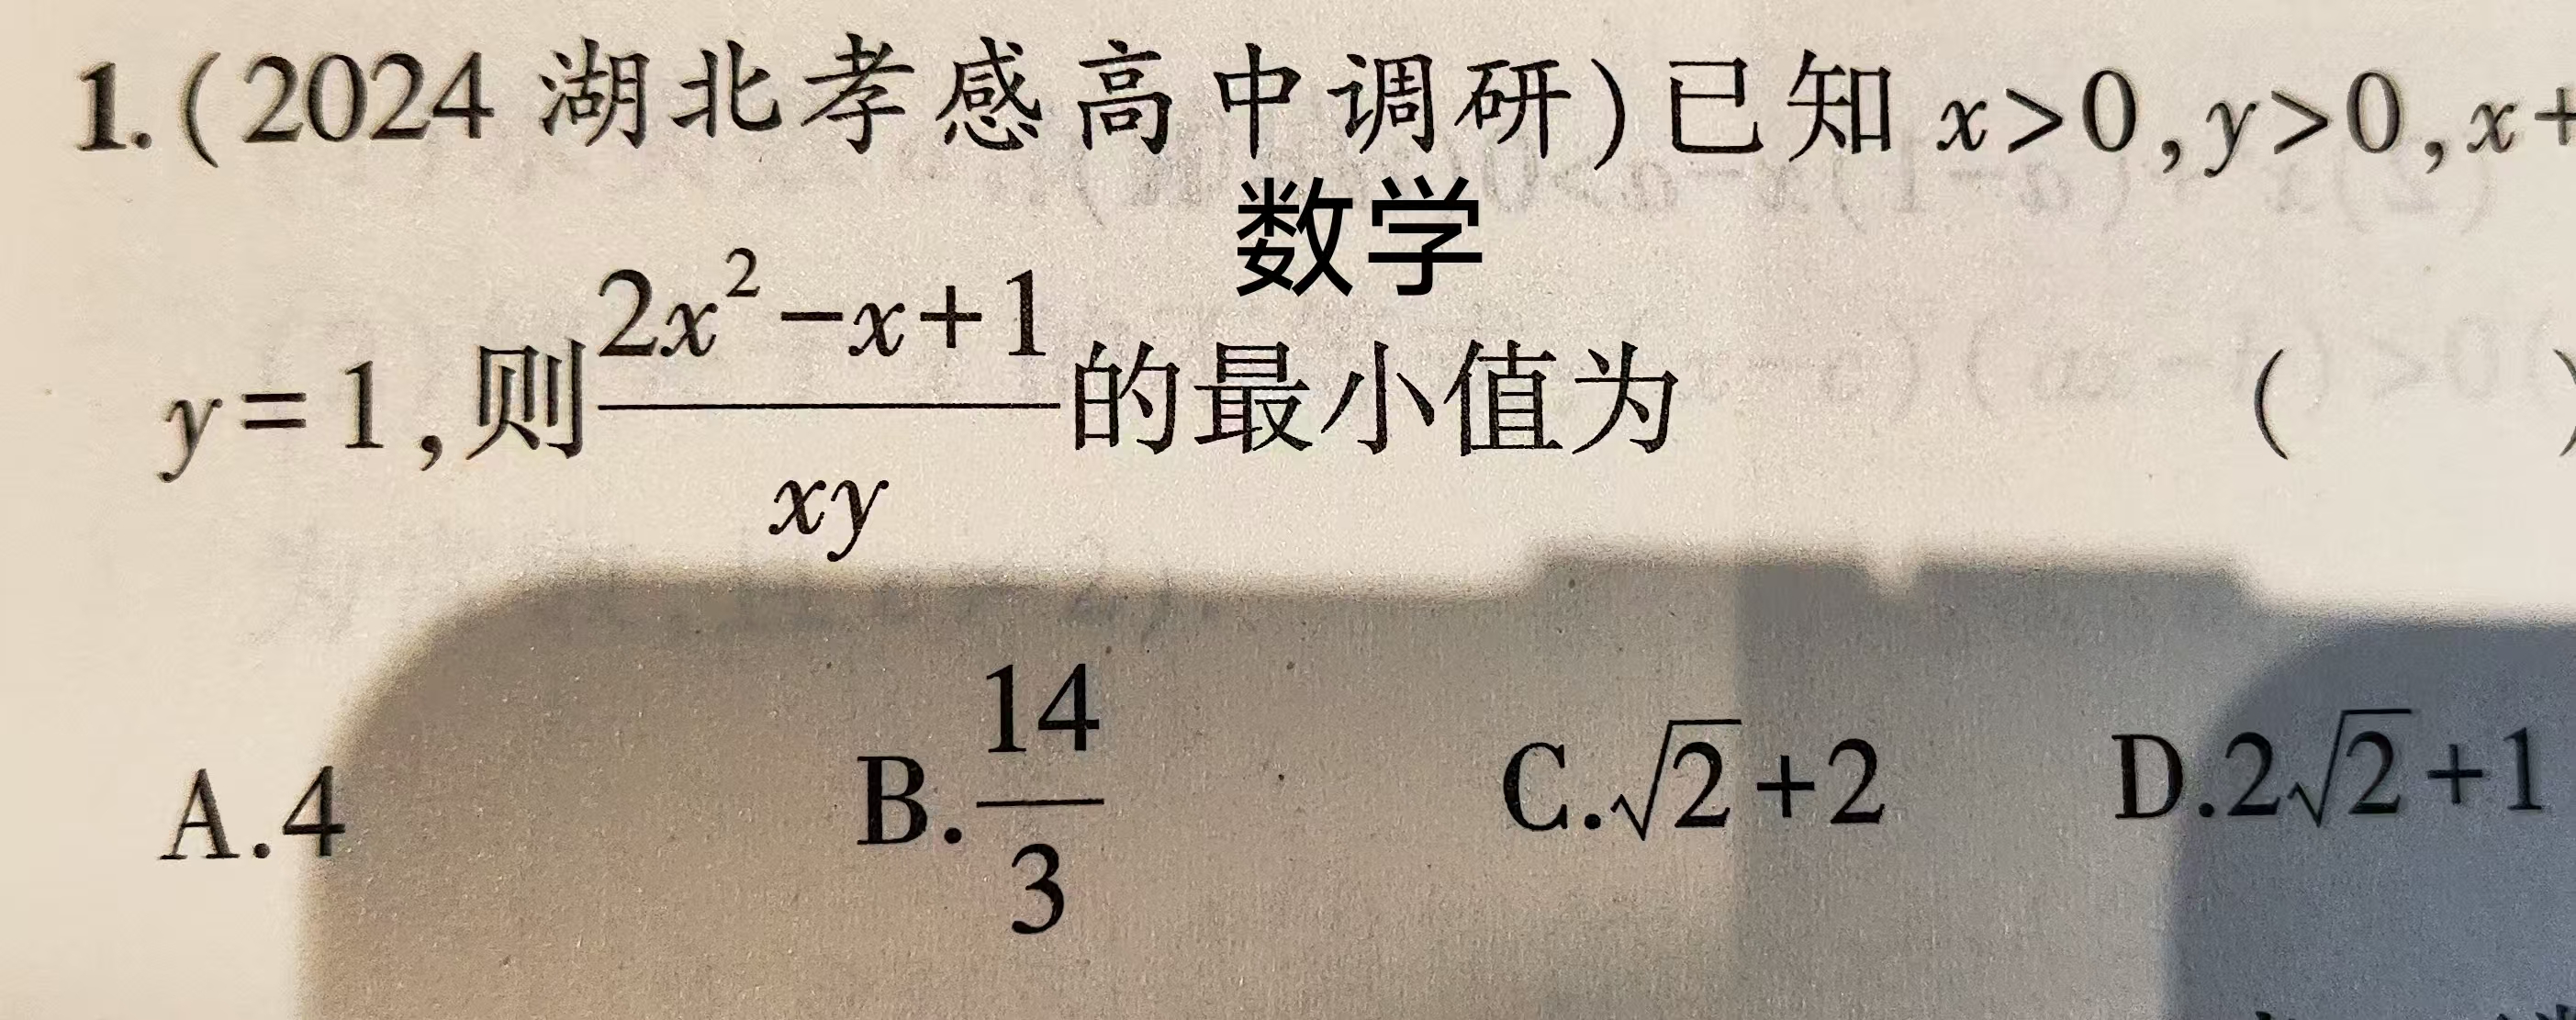 1.(2024 湖北孝感高中调研)已知 x>0,y>0,x+
数学
y=1,则\frac{2x^2-x+1}{xy}的最小值为 ( )
A.4 B.\frac{14}{3} C.\sqrt{2}+2 D.2\sqrt{2}+1